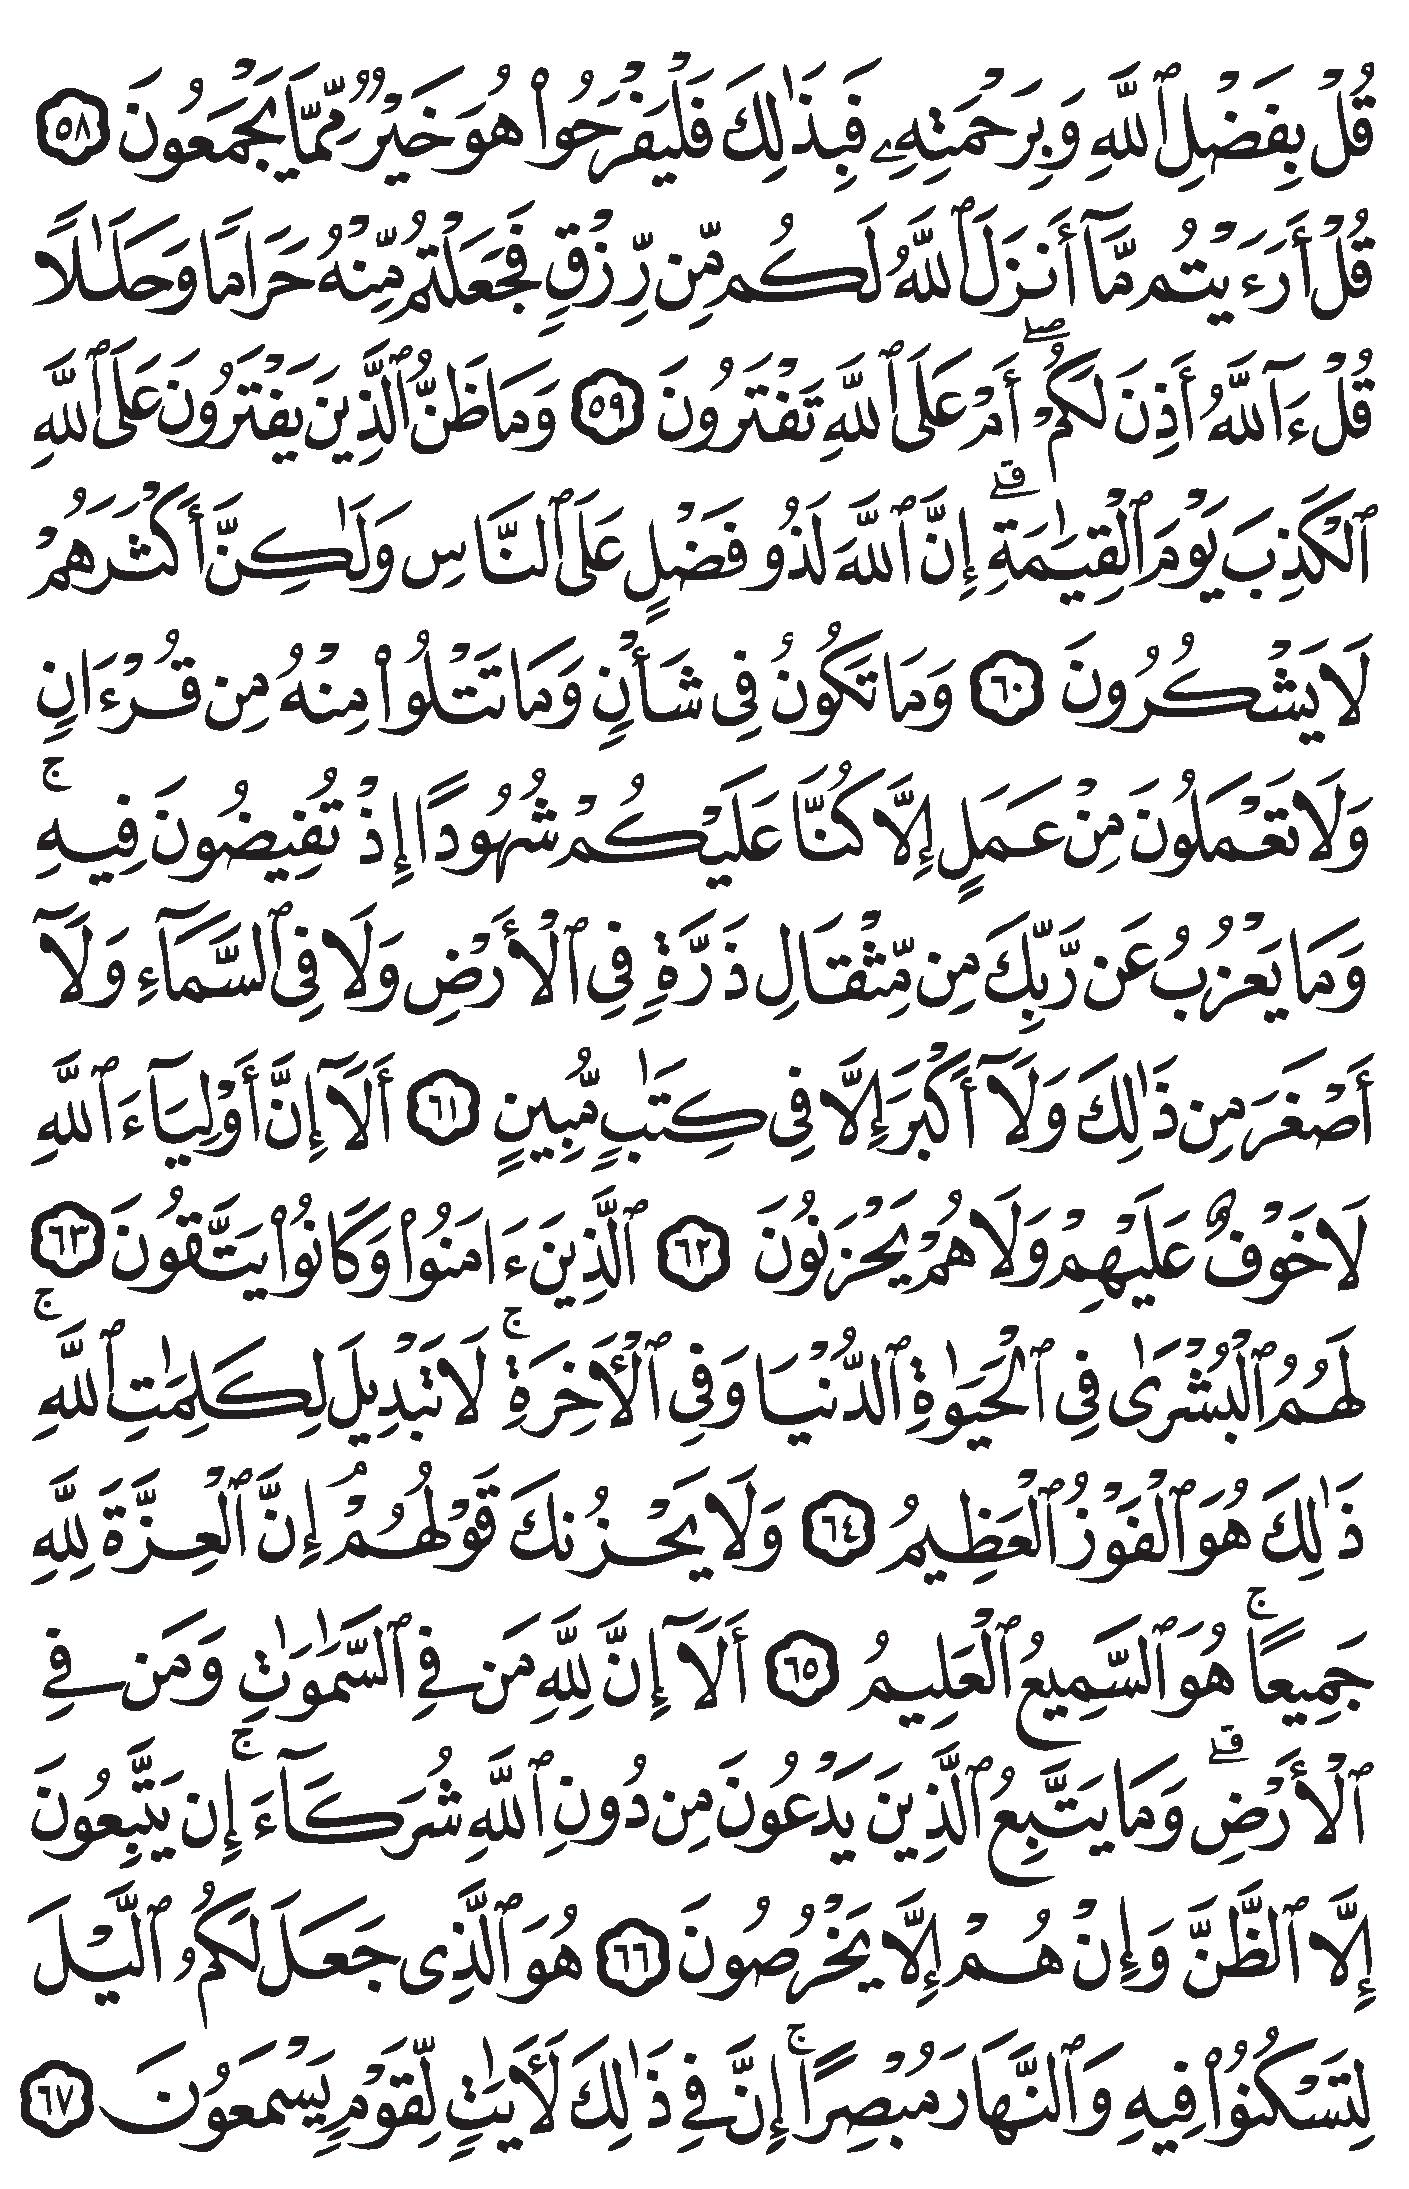 قُلْ بِفَضْلِ ٱللَّهِ وَبِرَحْمَتِهِۦ فَبِذَٰلِكَ فَلْيَفْرَحُوا۟ هُوَ خَيْرٌ مِّمَّا يَجْمَعُونَ ٥٨
قُلْ أَرَءَيْتُم مَّآ أَنزَلَ ٱللَّهُ لَكُم مِّن رِّزْقٍ فَجَعَلْتُم مِّنْهُ حَرَامًا وَحَلَـٰلًا
قُلْ ءَآللَّهُ أَذِنَ لَكُمْ ۖ أَمْ عَلَى ٱللَّهِ تَفْتَرُونَ ٥٩ وَمَا ظَنُّ ٱلَّذِينَ يَفْتَرُونَ عَلَى ٱللَّهِ
ٱلْكَذِبَ يَوْمَ ٱلْقِيَـٰمَةِ ۗ إِنَّ ٱللَّهَ لَذُو فَضْلٍ عَلَى ٱلنَّاسِ وَلَـٰكِنَّ أَكْثَرَهُمْ
لَا يَشْكُرُونَ ٦٠ وَمَا تَكُونُ فِى شَأْنٍ وَمَا تَتْلُوا۟ مِنْهُ مِن قُرْءَانٍ
وَلَا تَعْمَلُونَ مِنْ عَمَلٍ إِلَّا كُنَّا عَلَيْكُمْ شُهُودًا إِذْ تُفِيضُونَ فِيهِ ۚ
وَمَا يَعْزُبُ عَن رَّبِّكَ مِن مِّثْقَالِ ذَرَّةٍ فِى ٱلْأَرْضِ وَلَا فِى ٱلسَّمَآءِ وَلَآ
أَصْغَرَ مِن ذَٰلِكَ وَلَآ أَكْبَرَ إِلَّا فِى كِتَـٰبٍ مُّبِينٍ ٦١ أَلَآ إِنَّ أَوْلِيَآءَ ٱللَّهِ
لَا خَوْفٌ عَلَيْهِمْ وَلَا هُمْ يَحْزَنُونَ ٦٢ ٱلَّذِينَ ءَامَنُوا۟ وَكَانُوا۟ يَتَّقُونَ ٦٣
لَهُمُ ٱلْبُشْرَىٰ فِى ٱلْحَيَوٰةِ ٱلدُّنْيَا وَفِى ٱلْـَٔاخِرَةِ ۚ لَا تَبْدِيلَ لِكَلِمَـٰتِ ٱللَّهِ ۚ
ذَٰلِكَ هُوَ ٱلْفَوْزُ ٱلْعَظِيمُ ٦٤ وَلَا يَحْزُنكَ قَوْلُهُمْ ۘ إِنَّ ٱلْعِزَّةَ لِلَّهِ
جَمِيعًا ۚ هُوَ ٱلسَّمِيعُ ٱلْعَلِيمُ ٦٥ أَلَآ إِنَّ لِلَّهِ مَن فِى ٱلسَّمَـٰوَٰتِ وَمَن فِى
ٱلْأَرْضِ ۗ وَمَا يَتَّبِعُ ٱلَّذِينَ يَدْعُونَ مِن دُونِ ٱللَّهِ شُرَكَآءَ ۚ إِن يَتَّبِعُونَ
إِلَّا ٱلظَّنَّ وَإِنْ هُمْ إِلَّا يَخْرُصُونَ ٦٦ هُوَ ٱلَّذِى جَعَلَ لَكُمُ ٱلَّيْلَ
لِتَسْكُنُوا۟ فِيهِ وَٱلنَّهَارَ مُبْصِرًا ۚ إِنَّ فِى ذَٰلِكَ لَـَٔايَـٰتٍ لِّقَوْمٍ يَسْمَعُونَ ٦٧